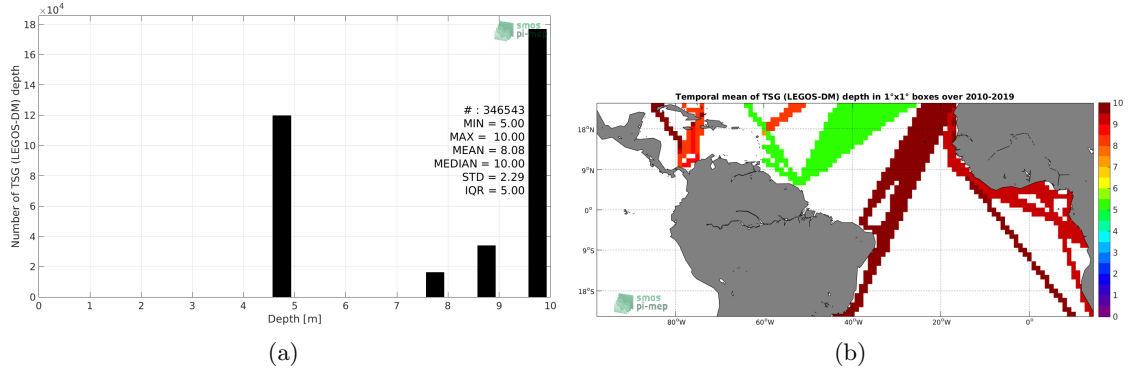 ×10⁴
18
16
14
12
10
8
6
4
2
0
Number of TSG (LEGOS-DM) depth
smos
pi-mep
# : 346543
MIN = 5.00
MAX = 10.00
MEAN = 8.08
MEDIAN = 10.00
STD = 2.29
IQR = 5.00
0 1 2 3 4 5 6 7 8 9 10
Depth [m]
(a)
Temporal mean of TSG (LEGOS-DM) depth in 1°x1° boxes over 2010-2019
18°N
9°N
0°
9°S
18°S
smos
pi-mep
80°W 60°W 40°W 20°W 0°
10
9
8
7
6
5
4
3
2
1
0
(b)